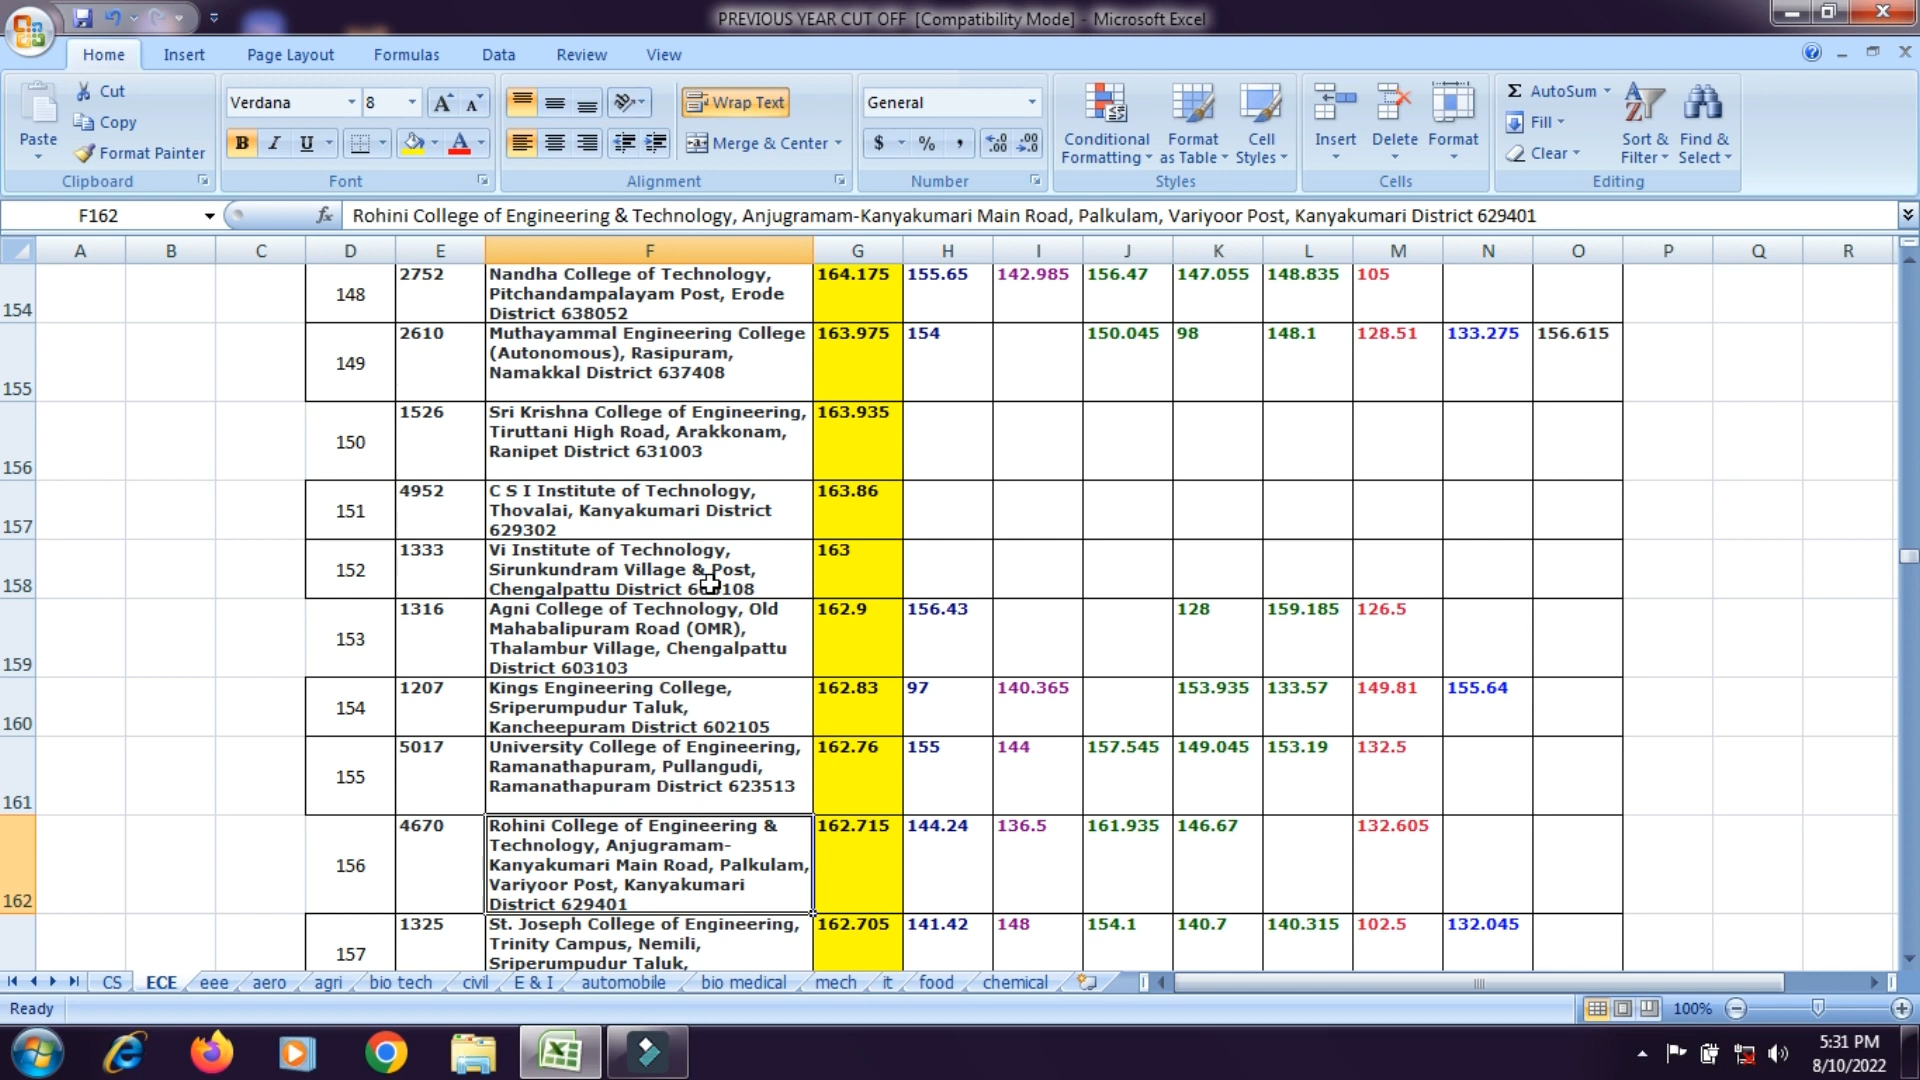 PREVIOUS YEAR CUT OFF [Compatibility Mode] - Microsoft Excel
Home Insert Page Layout Formulas Data Review View
Paste
Cut
Copy
Format Painter
Clipboard
Verdana 8
B I U
Font
Wrap Text
Merge & Center
Alignment
General
$ % ,
Number
Conditional Formatting
Format as Table
Cell Styles
Styles
Insert Delete Format
Cells
Σ AutoSum
Fill
Clear
Sort & Filter
Find & Select
Editing
F162 fx Rohini College of Engineering & Technology, Anjugramam-Kanyakumari Main Road, Palkulam, Variyoor Post, Kanyakumari District 629401
A B C D E F G H I J K L M N O P Q R
154 148 2752 Nandha College of Technology, 164.175 155.65 142.985 156.47 147.055 148.835 105
Pitchandampalayam Post, Erode
District 638052
155 149 2610 Muthayammal Engineering College 163.975 154 150.045 98 148.1 128.51 133.275 156.615
(Autonomous), Rasipuram,
Namakkal District 637408
156 150 1526 Sri Krishna College of Engineering, 163.935
Tiruttani High Road, Arakkonam,
Ranipet District 631003
157 151 4952 C S I Institute of Technology, 163.86
Thovalai, Kanyakumari District
629302
158 152 1333 Vi Institute of Technology, 163
Sirunkundram Village & Post,
Chengalpattu District
159 153 1316 Agni College of Technology, Old 162.9 156.43 128 159.185 126.5
Mahabalipuram Road (OMR),
Thalambur Village, Chengalpattu
District 603103
160 154 1207 Kings Engineering College, 162.83 97 140.365 153.935 133.57 149.81 155.64
Sriperumpudur Taluk,
Kancheepuram District 602105
161 155 5017 University College of Engineering, 162.76 155 144 157.545 149.045 153.19 132.5
Ramanathapuram, Pullangudi,
Ramanathapuram District 623513
162 156 4670 Rohini College of Engineering & 162.715 144.24 136.5 161.935 146.67 132.605
Technology, Anjugramam-
Kanyakumari Main Road, Palkulam,
Variyoor Post, Kanyakumari
District 629401
157 1325 St. Joseph College of Engineering, 162.705 141.42 148 154.1 140.7 140.315 102.5 132.045
Trinity Campus, Nemili,
Sriperumpudur Taluk,
CS ECE eee aero agri bio tech civil E & I automobile bio medical mech it food chemical
Ready 100%
5:31 PM
8/10/2022